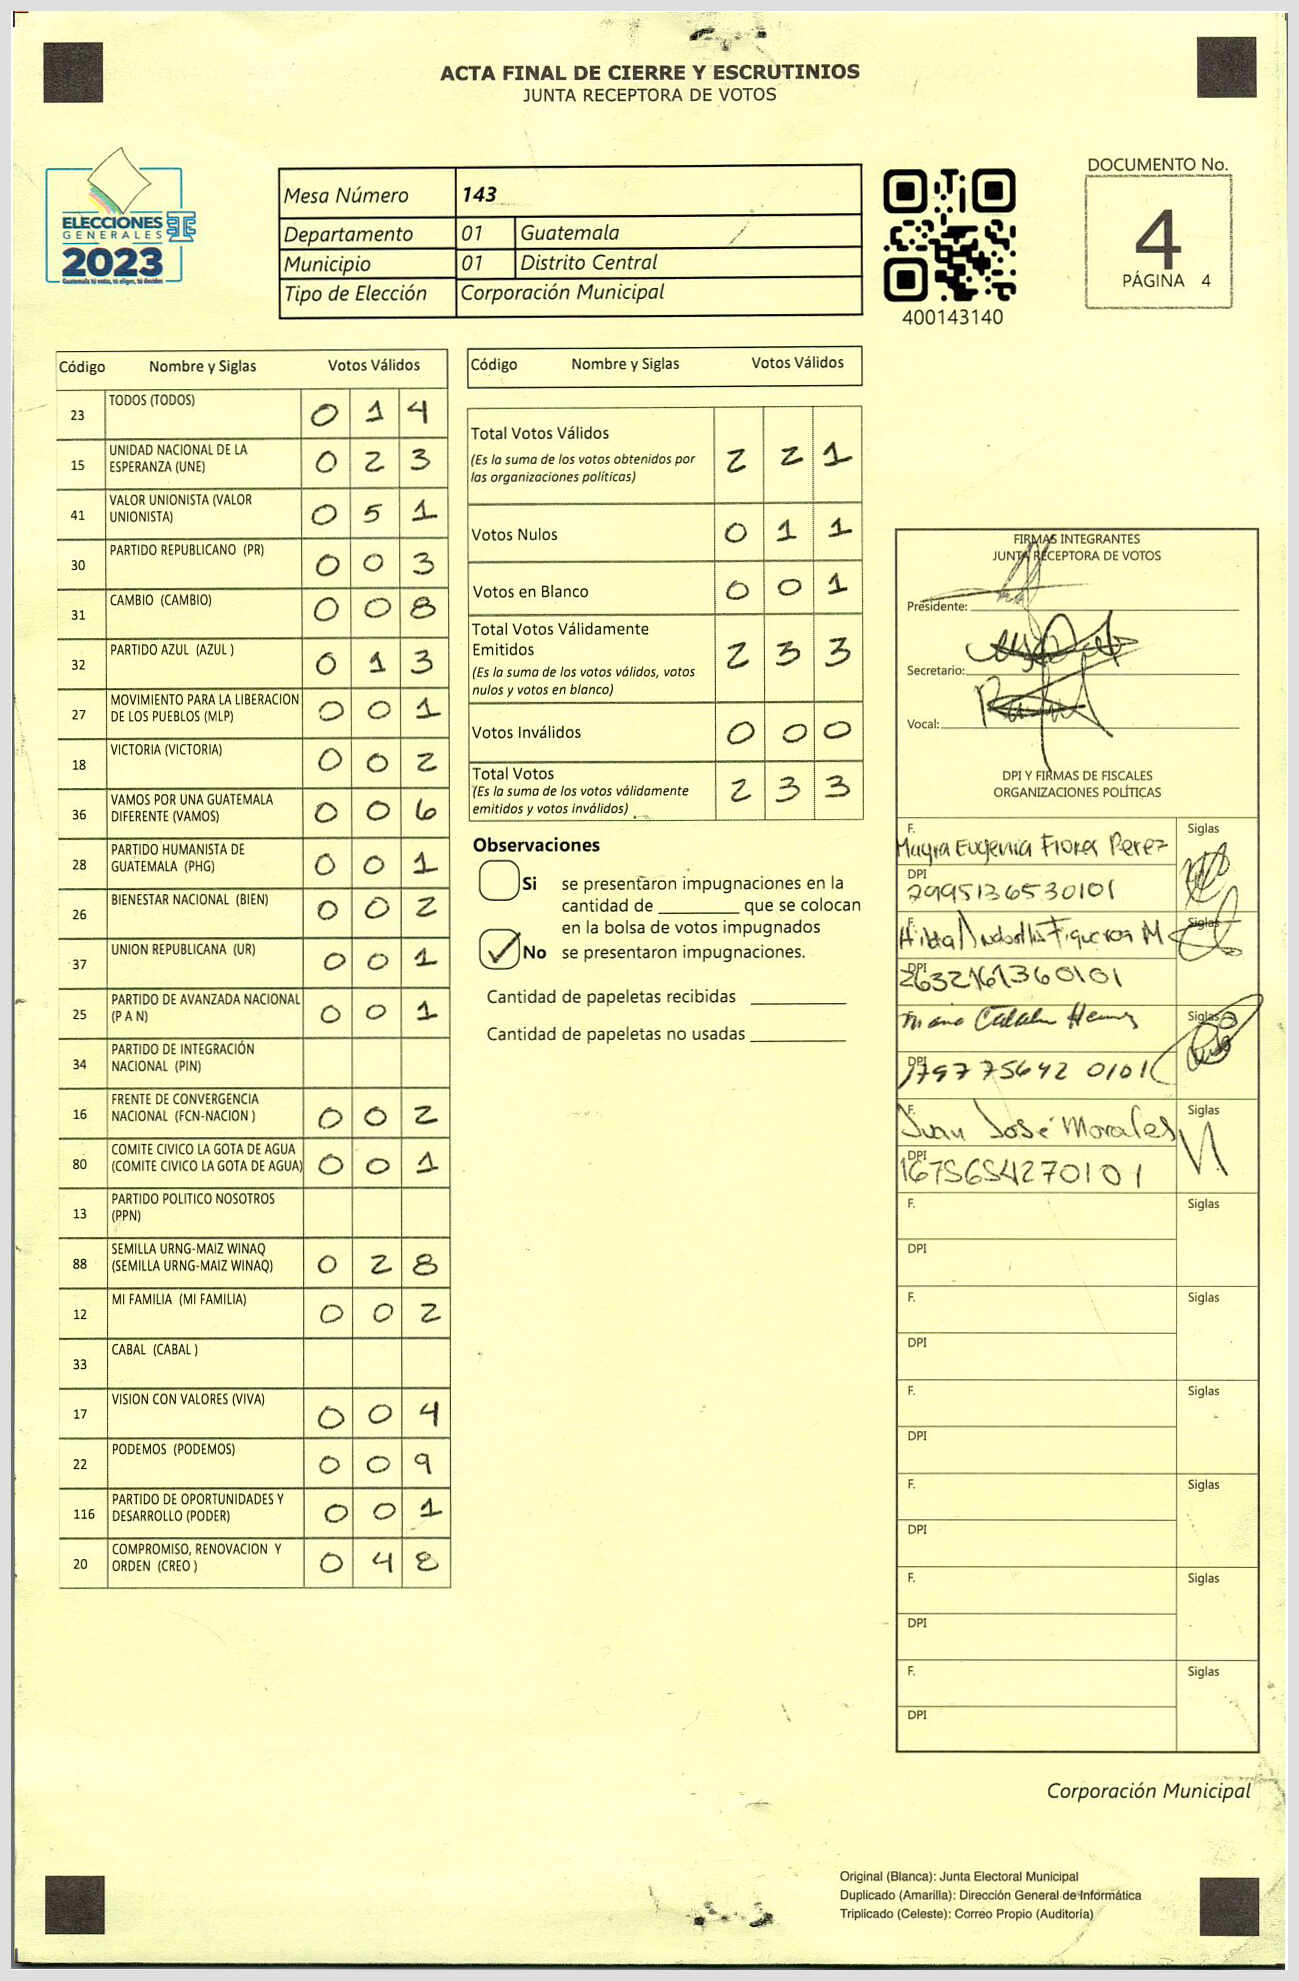 ACTA FINAL DE CIERRE Y ESCRUTINIOS
JUNTA RECEPTORA DE VOTOS
ELECCIONES
GENERALES
2023
Guatemala tú votas, tú eliges, tú decides
Mesa Número 143
Departamento 01 Guatemala
Municipio 01 Distrito Central
Tipo de Elección Corporación Municipal
400143140
DOCUMENTO No.
4
PÁGINA 4
Código Nombre y Siglas Votos Válidos
23 TODOS (TODOS) 0 1 4
15 UNIDAD NACIONAL DE LA ESPERANZA (UNE) 0 2 3
41 VALOR UNIONISTA (VALOR UNIONISTA) 0 5 1
30 PARTIDO REPUBLICANO (PR) 0 0 3
31 CAMBIO (CAMBIO) 0 0 8
32 PARTIDO AZUL (AZUL ) 0 1 3
27 MOVIMIENTO PARA LA LIBERACION DE LOS PUEBLOS (MLP) 0 0 1
18 VICTORIA (VICTORIA) 0 0 2
36 VAMOS POR UNA GUATEMALA DIFERENTE (VAMOS) 0 0 6
28 PARTIDO HUMANISTA DE GUATEMALA (PHG) 0 0 1
26 BIENESTAR NACIONAL (BIEN) 0 0 2
37 UNION REPUBLICANA (UR) 0 0 1
25 PARTIDO DE AVANZADA NACIONAL (P A N) 0 0 1
34 PARTIDO DE INTEGRACIÓN NACIONAL (PIN)
16 FRENTE DE CONVERGENCIA NACIONAL (FCN-NACION ) 0 0 2
80 COMITE CIVICO LA GOTA DE AGUA (COMITE CIVICO LA GOTA DE AGUA) 0 0 1
13 PARTIDO POLITICO NOSOTROS (PPN)
88 SEMILLA URNG-MAIZ WINAQ (SEMILLA URNG-MAIZ WINAQ) 0 2 8
12 MI FAMILIA (MI FAMILIA) 0 0 2
33 CABAL (CABAL )
17 VISION CON VALORES (VIVA) 0 0 4
22 PODEMOS (PODEMOS) 0 0 9
116 PARTIDO DE OPORTUNIDADES Y DESARROLLO (PODER) 0 0 1
20 COMPROMISO, RENOVACION Y ORDEN (CREO ) 0 4 8
Código Nombre y Siglas Votos Válidos
Total Votos Válidos 2 2 1
(Es la suma de los votos obtenidos por
las organizaciones políticas)
Votos Nulos 0 1 1
Votos en Blanco 0 0 1
Total Votos Válidamente
Emitidos 2 3 3
(Es la suma de los votos válidos, votos
nulos y votos en blanco)
Votos Inválidos 0 0 0
Total Votos 2 3 3
(Es la suma de los votos válidamente
emitidos y votos inválidos)
Observaciones
Si se presentaron impugnaciones en la
cantidad de ________ que se colocan
en la bolsa de votos impugnados
No se presentaron impugnaciones.
Cantidad de papeletas recibidas
Cantidad de papeletas no usadas
FIRMAS INTEGRANTES
JUNTA RECEPTORA DE VOTOS
Presidente:
Secretario:
Vocal:
DPI Y FIRMAS DE FISCALES
ORGANIZACIONES POLÍTICAS
F. Siglas
Mayra Eugenia Flores Perez
DPI
2995136530101
F. Siglas
Hilda Figueroa M
DPI
F. Siglas
DPI
F. Siglas
Juan José Morales
DPI
1675654270101
F. Siglas
DPI
F. Siglas
DPI
F. Siglas
DPI
F. Siglas
DPI
F. Siglas
DPI
F. Siglas
DPI
Corporación Municipal
Original (Blanca): Junta Electoral Municipal
Duplicado (Amarilla): Dirección General de Informática
Triplicado (Celeste): Correo Propio (Auditoría)